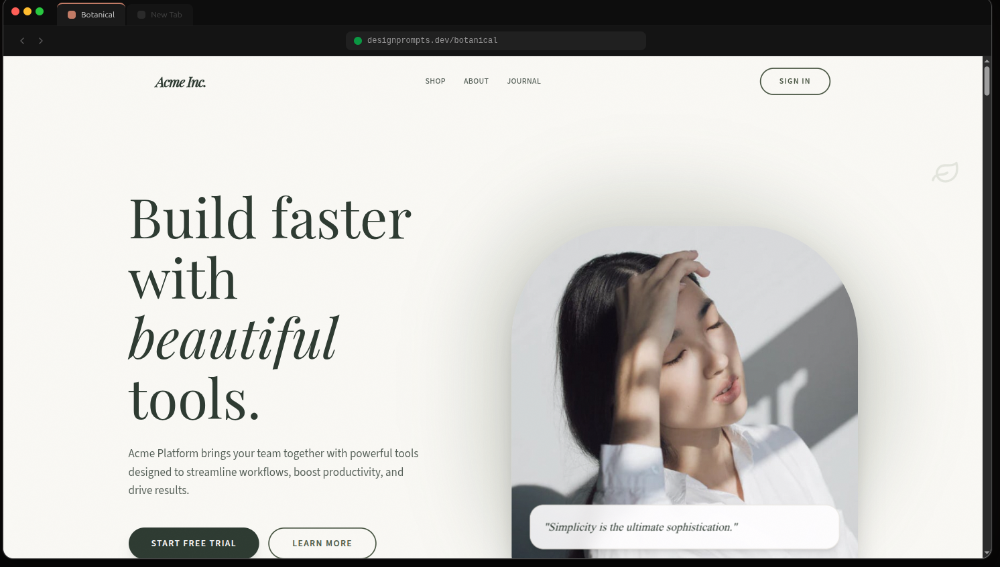 Botanical
New Tab
designprompts.dev/botanical
Acme Inc.
SHOP ABOUT JOURNAL
SIGN IN
Build faster
with
beautiful
tools.
Acme Platform brings your team together with powerful tools
designed to streamline workflows, boost productivity, and
drive results.
START FREE TRIAL
LEARN MORE
"Simplicity is the ultimate sophistication."